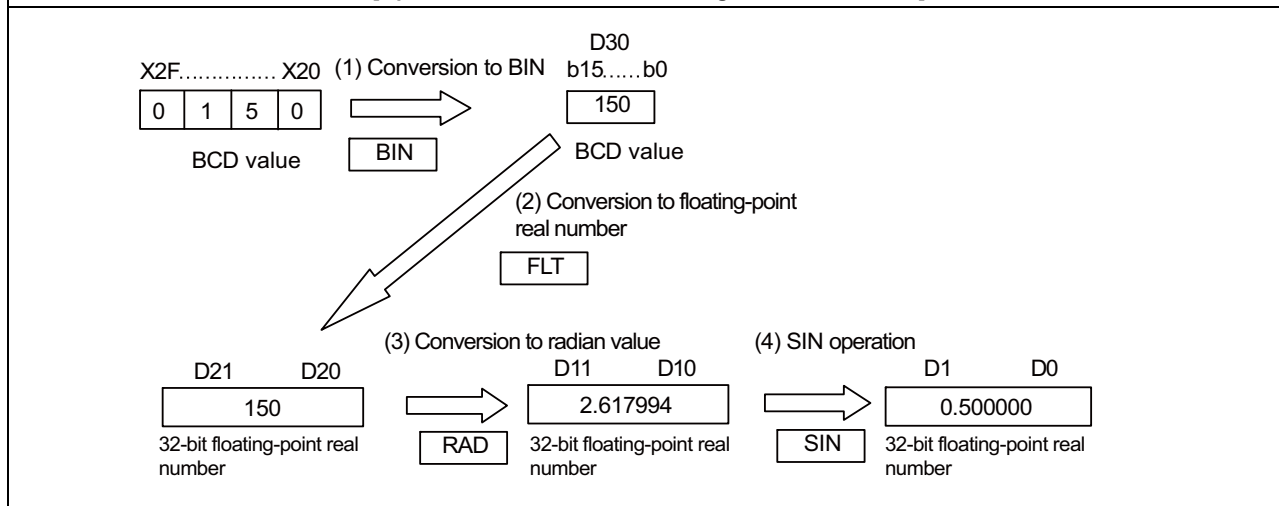 D30
X2F............... X20 (1) Conversion to BIN b15......b0
0 1 5 0
150
BCD value
BIN
BCD value
(2) Conversion to floating-point
real number
FLT
(3) Conversion to radian value
(4) SIN operation
D21 D20
D11 D10
D1 D0
150
2.617994
0.500000
32-bit floating-point real
number
RAD
32-bit floating-point real
number
SIN
32-bit floating-point real
number